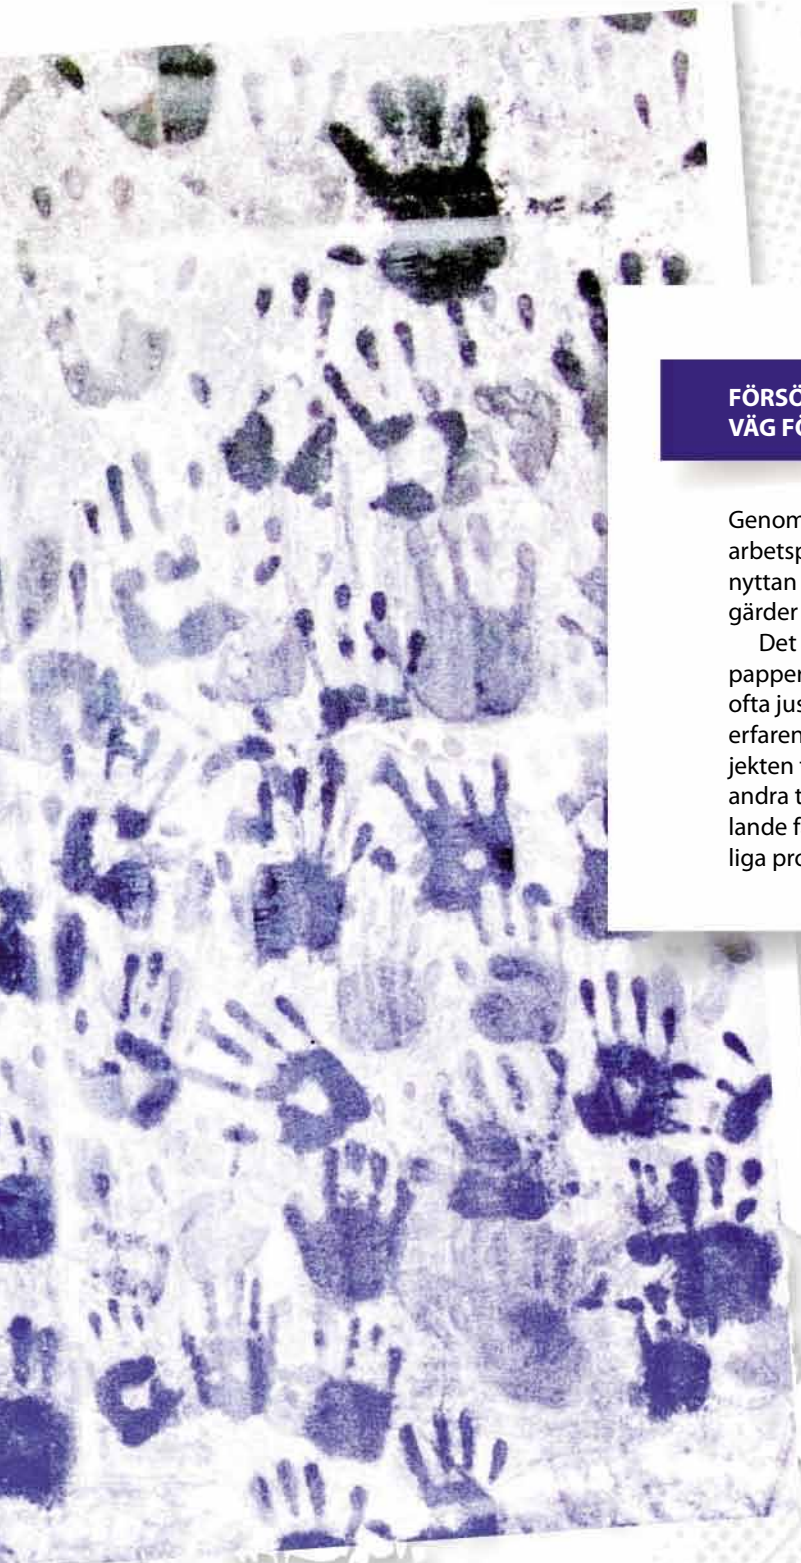 FÖRSÖ
VÄG FÖ
Genom
arbetsp
nyttan
gärder
Det
papper
ofta jus
erfaren
jekten
andra t
lande f
liga pro